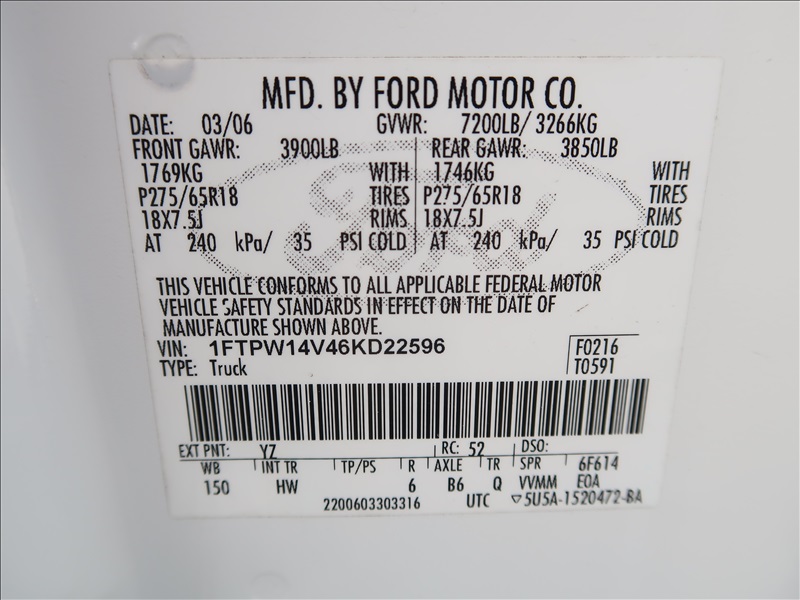 MFD. BY FORD MOTOR CO.
DATE: 03/06 GVWR: 7200LB/ 3266KG
FRONT GAWR: 3900LB REAR GAWR: 3850LB
1769KG WITH 1746KG WITH
P275/65R18 TIRES P275/65R18 TIRES
18X7.5J RIMS 18X7.5J RIMS
AT 240 kPa/ 35 PSI COLD AT 240 kPa/ 35 PSI COLD
THIS VEHICLE CONFORMS TO ALL APPLICABLE FEDERAL MOTOR
VEHICLE SAFETY STANDARDS IN EFFECT ON THE DATE OF
MANUFACTURE SHOWN ABOVE.
VIN: 1FTPW14V46KD22596 F0216
TYPE: Truck T0591
EXT PNT: YZ RC: 52 DSO:
WB INT TR TP/PS R AXLE TR SPR 6F614
150 HW 6 B6 Q VVMM EOA
2200603303316 UTC ▽5U5A-1520472-BA
Ford